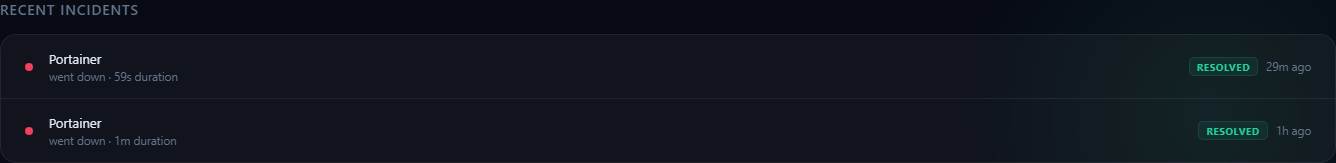 RECENT INCIDENTS
Portainer
went down · 59s duration
RESOLVED 29m ago
Portainer
went down · 1m duration
RESOLVED 1h ago